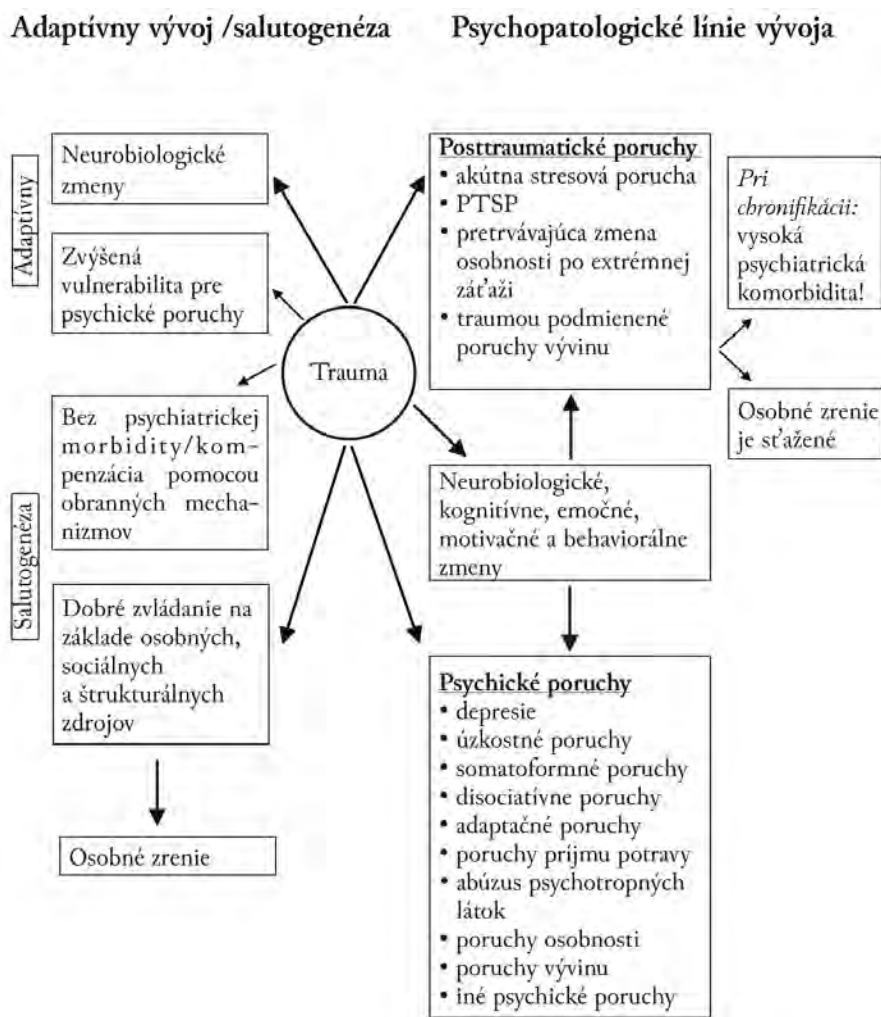 Adaptívny vývoj /salutogenéza
Psychopatologické línie vývoja
Adaptívny
Neurobiologické
zmeny
Zvýšená
vulnerabilita pre
psychické poruchy
Salutogenéza
Bez psychiatrickej
morbidity/kom-
penzácia pomocou
obranných mecha-
nizmov
Dobré zvládanie na
základe osobných,
sociálnych
a štrukturálnych
zdrojov
Osobné zrenie
Traumá
Posttraumatické poruchy
• akútna stresová porucha
• PTSP
• pretrvávajúca zmena
osobnosti po extrémnej
záťaži
• traumou podmienené
poruchy vývinu
Pri
chronifikácii:
vysoká
psychiatrická
komorbidita!
Osobné zrenie
je sťažené
Neurobiologické,
kognitívne, emočné,
motivačné a behaviorálne
zmeny
Psychické poruchy
• depresie
• úzkostné poruchy
• somatoformné poruchy
• disociatívne poruchy
• adaptačné poruchy
• poruchy príjmu potravy
• abúzus psychotropných
látok
• poruchy osobnosti
• poruchy vývinu
• iné psychické poruchy